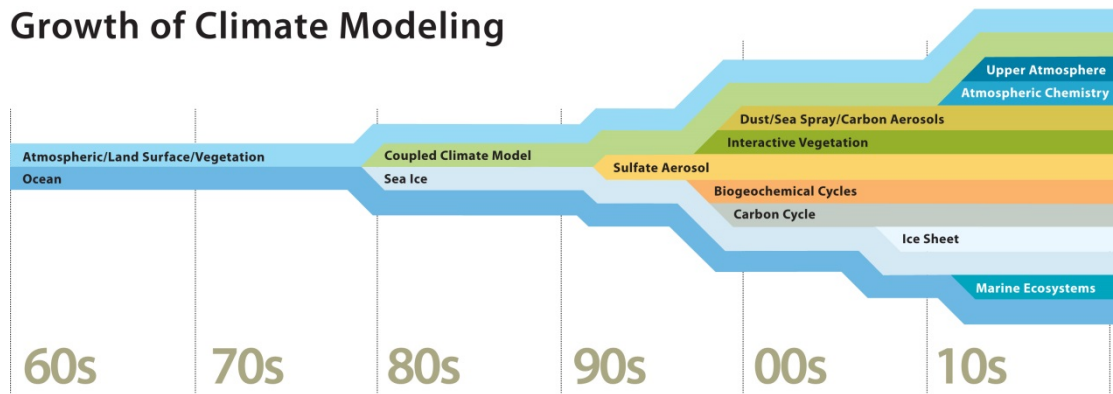 Growth of Climate Modeling
Upper Atmosphere
Atmospheric Chemistry
Dust/Sea Spray/Carbon Aerosols
Interactive Vegetation
Atmospheric/Land Surface/Vegetation
Coupled Climate Model
Sulfate Aerosol
Ocean
Sea Ice
Biogeochemical Cycles
Carbon Cycle
Ice Sheet
Marine Ecosystems
60s 70s 80s 90s 00s 10s